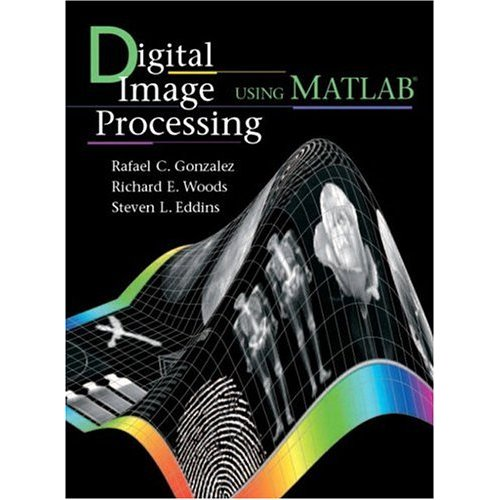 Digital
Image USING MATLAB®
Processing
Rafael C. Gonzalez
Richard E. Woods
Steven L. Eddins